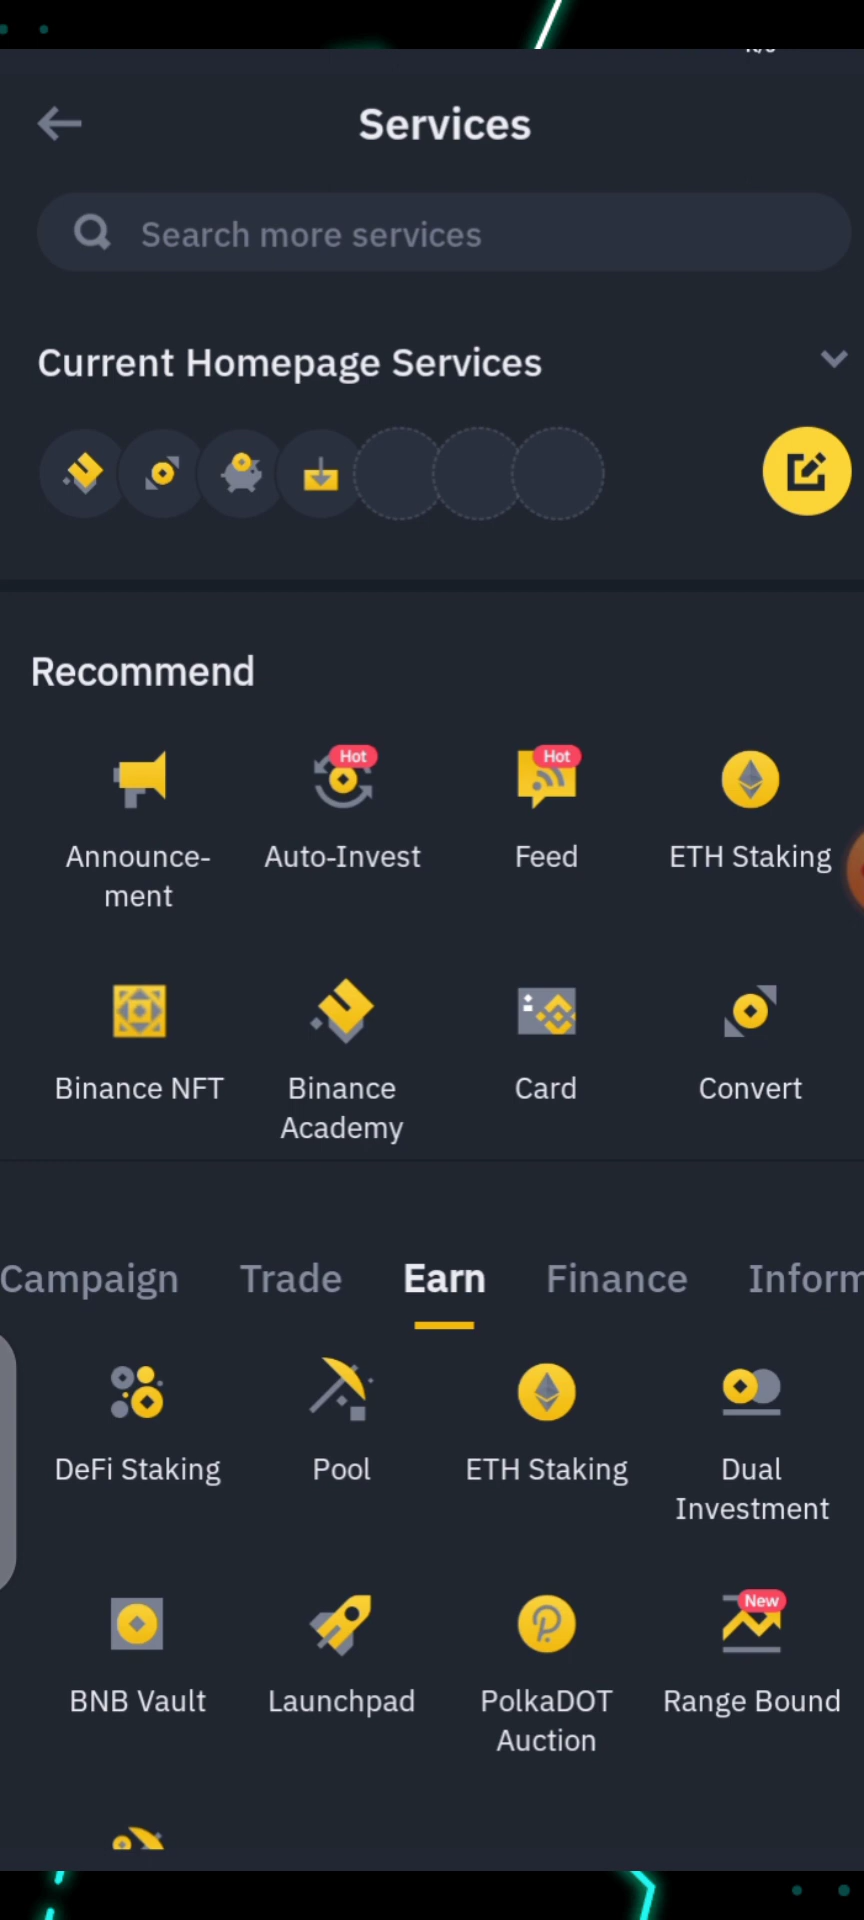 Services
Search more services
Current Homepage Services
Recommend
Hot
Hot
Announce-
ment
Auto-Invest
Feed
ETH Staking
Binance NFT
Binance
Academy
Card
Convert
Campaign
Trade
Earn
Finance
Inform
DeFi Staking
Pool
ETH Staking
Dual
Investment
New
BNB Vault
Launchpad
PolkaDOT
Auction
Range Bound